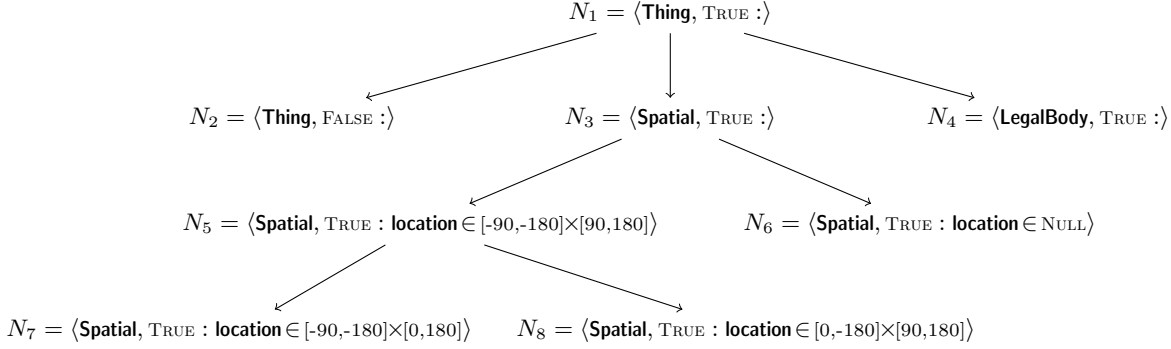 N₁ = ⟨Thing, TRUE :⟩
N₂ = ⟨Thing, FALSE :⟩ N₃ = ⟨Spatial, TRUE :⟩ N₄ = ⟨LegalBody, TRUE :⟩
N₅ = ⟨Spatial, TRUE : location ∈ [-90,-180]×[90,180]⟩ N₆ = ⟨Spatial, TRUE : location ∈ NULL⟩
N₇ = ⟨Spatial, TRUE : location ∈ [-90,-180]×[0,180]⟩ N₈ = ⟨Spatial, TRUE : location ∈ [0,-180]×[90,180]⟩